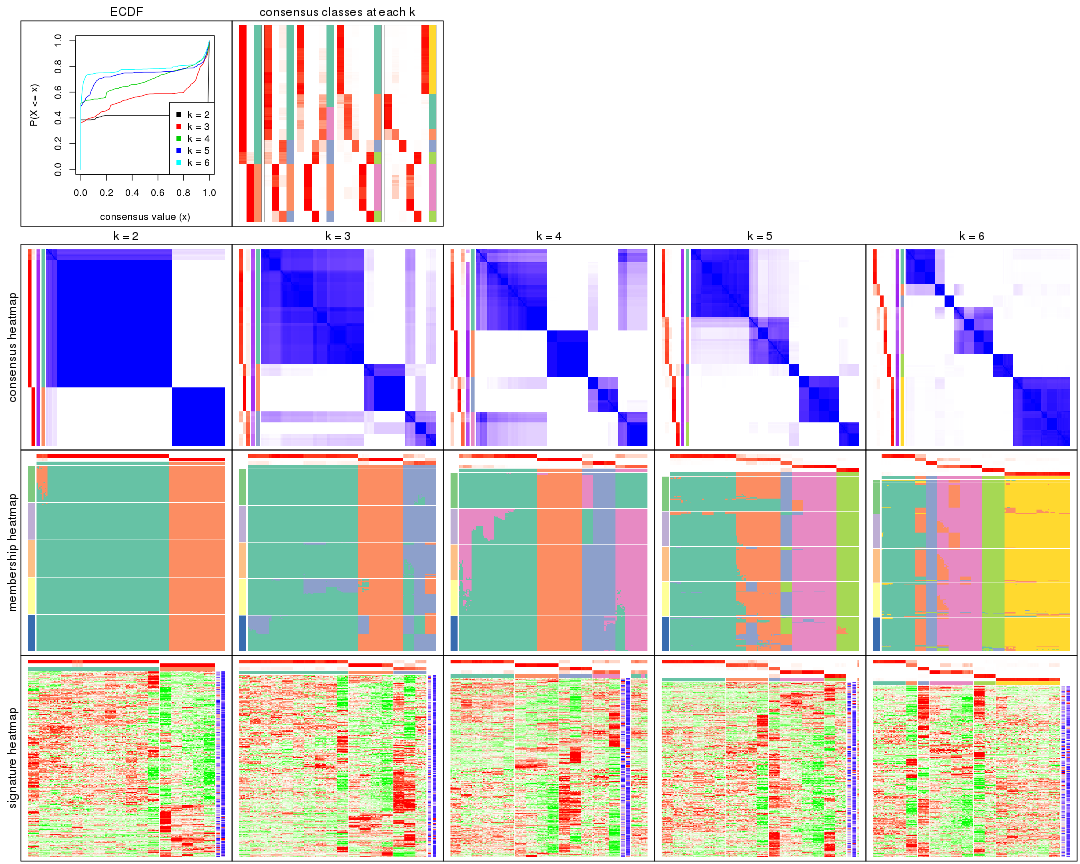 ECDF
consensus classes at each k
P(X <= x)
1.0
0.8
0.6
0.4
0.2
0.0
k = 2
k = 3
k = 4
k = 5
k = 6
0.0 0.2 0.4 0.6 0.8 1.0
consensus value (x)
k = 2
k = 3
k = 4
k = 5
k = 6
consensus heatmap
membership heatmap
signature heatmap